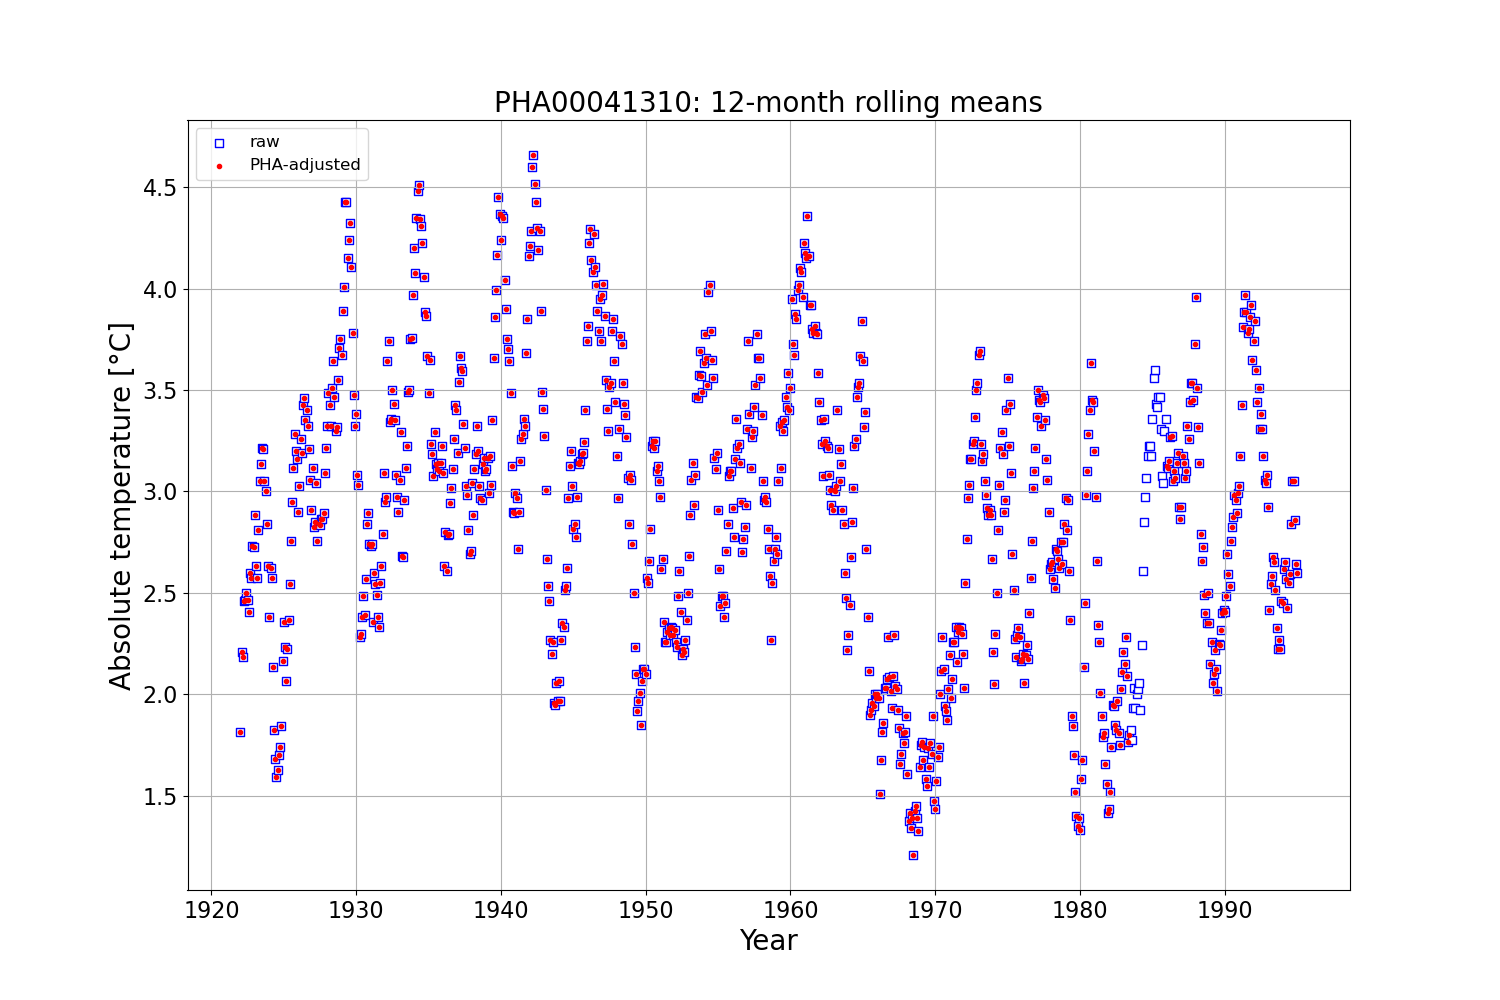 PHA00041310: 12-month rolling means
raw
PHA-adjusted
Absolute temperature [°C]
4.5
4.0
3.5
3.0
2.5
2.0
1.5
1920 1930 1940 1950 1960 1970 1980 1990
Year